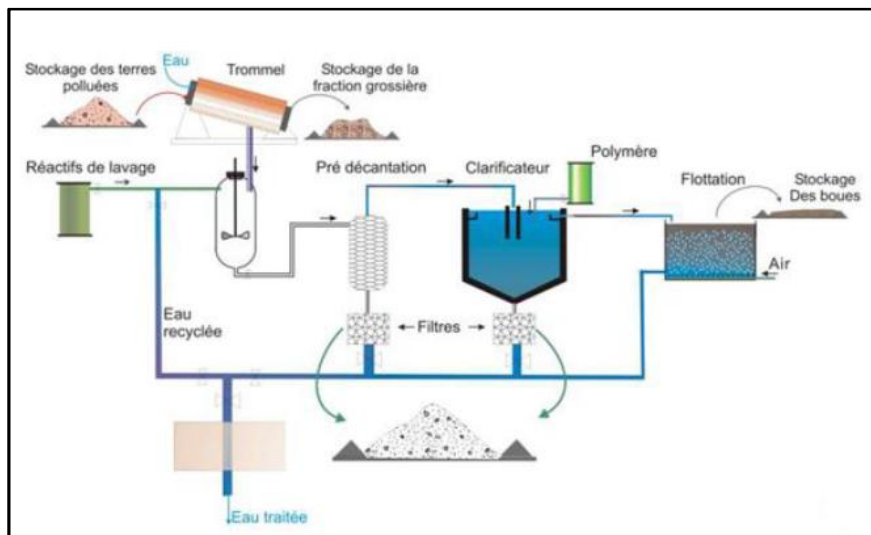 Eau
Stockage des terres
polluées
Trommel
Stockage de la
fraction grossière
Réactifs de lavage
Pré décantation
Clarificateur
Polymère
Flottation
Stockage
Des boues
Air
Eau
recyclée
Filtres
Eau traitée